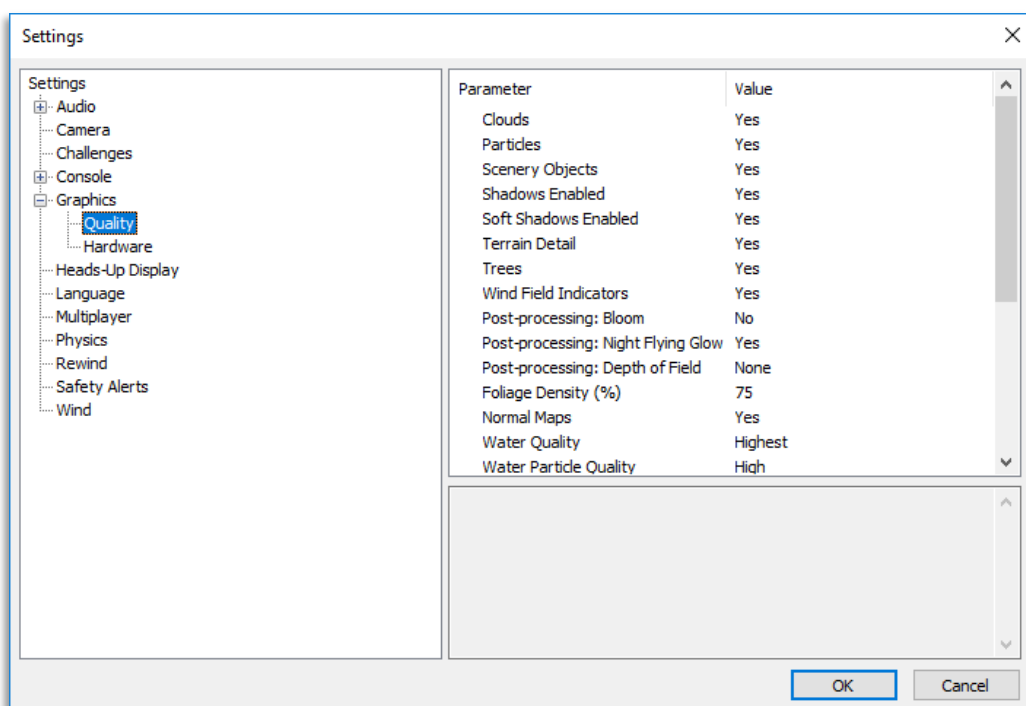 Settings
Settings
Audio
Camera
Challenges
Console
Graphics
Quality
Hardware
Heads-Up Display
Language
Multiplayer
Physics
Rewind
Safety Alerts
Wind
Parameter Value
Clouds Yes
Particles Yes
Scenery Objects Yes
Shadows Enabled Yes
Soft Shadows Enabled Yes
Terrain Detail Yes
Trees Yes
Wind Field Indicators Yes
Post-processing: Bloom No
Post-processing: Night Flying Glow Yes
Post-processing: Depth of Field None
Foliage Density (%) 75
Normal Maps Yes
Water Quality Highest
Water Particle Quality High
OK Cancel